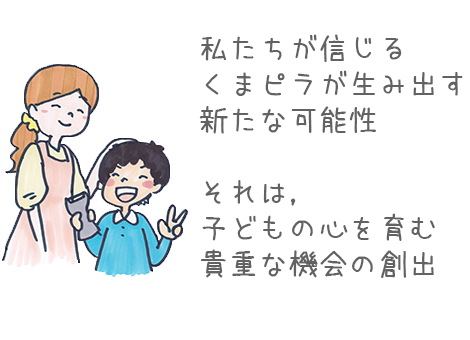 私たちが信じる
くまピラが生み出す
新たな可能性
それは,
子どもの心を育む
貴重な機会の創出